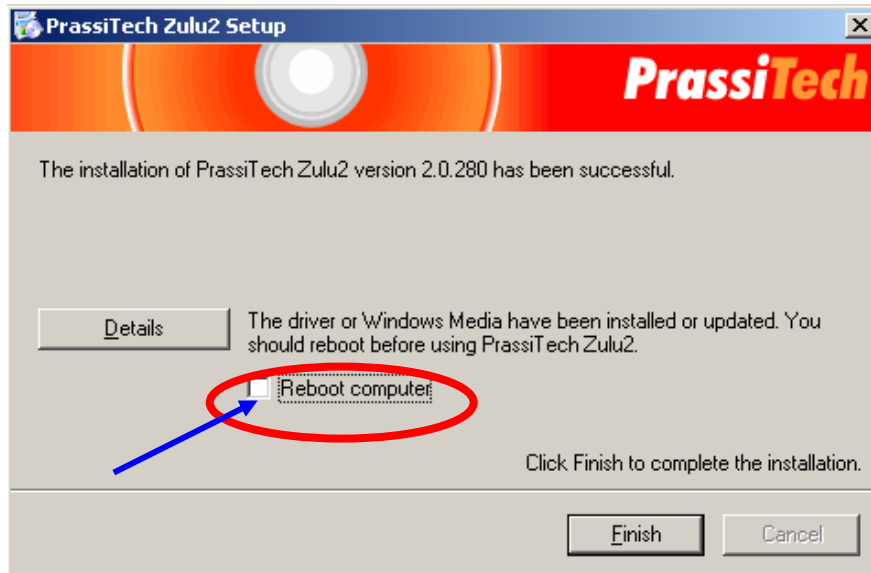 PrassiTech Zulu2 Setup
PrassiTech
The installation of PrassiTech Zulu2 version 2.0.280 has been successful.
Details
The driver or Windows Media have been installed or updated. You
should reboot before using PrassiTech Zulu2.
Reboot computer
Click Finish to complete the installation.
Finish
Cancel